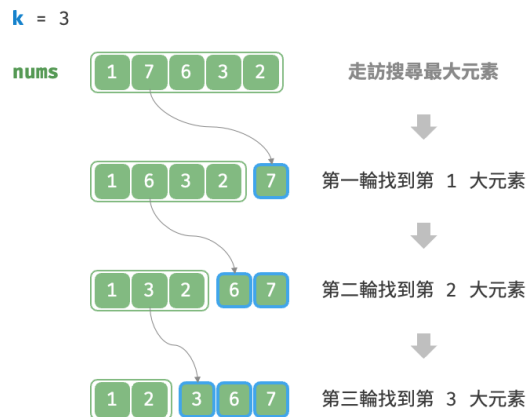 k = 3
nums 1 7 6 3 2 走訪搜尋最大元素
1 6 3 2 7 第一輪找到第 1 大元素
1 3 2 6 7 第二輪找到第 2 大元素
1 2 3 6 7 第三輪找到第 3 大元素